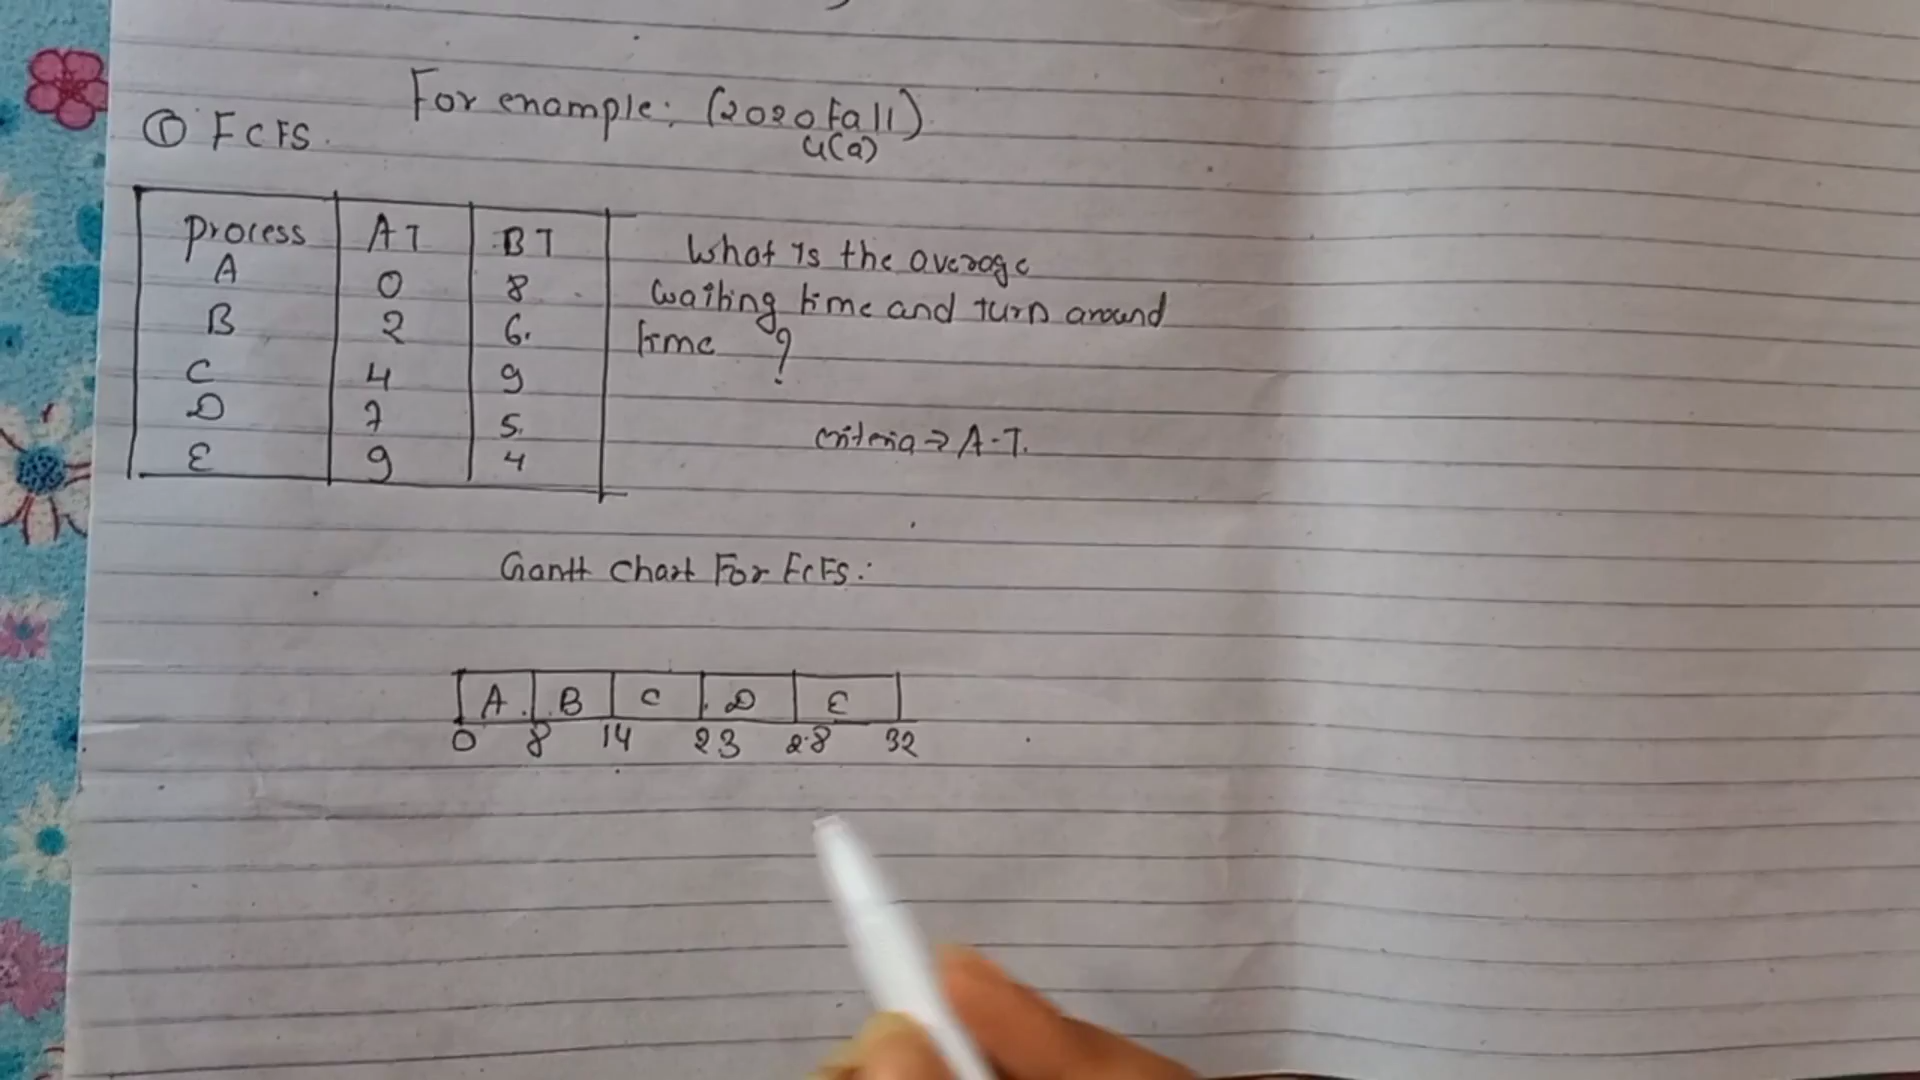 For enample: (2020 Fall)
4(a)
① FCFS.
Process AT BT
A 0 8
B 2 6.
C 4 9
D 7 5.
E 9 4
What is the average
waiting time and turn around
time ?
criteria → A.T.
Gantt Chart For FCFS:
A B C D E
0 8 14 23 28 32